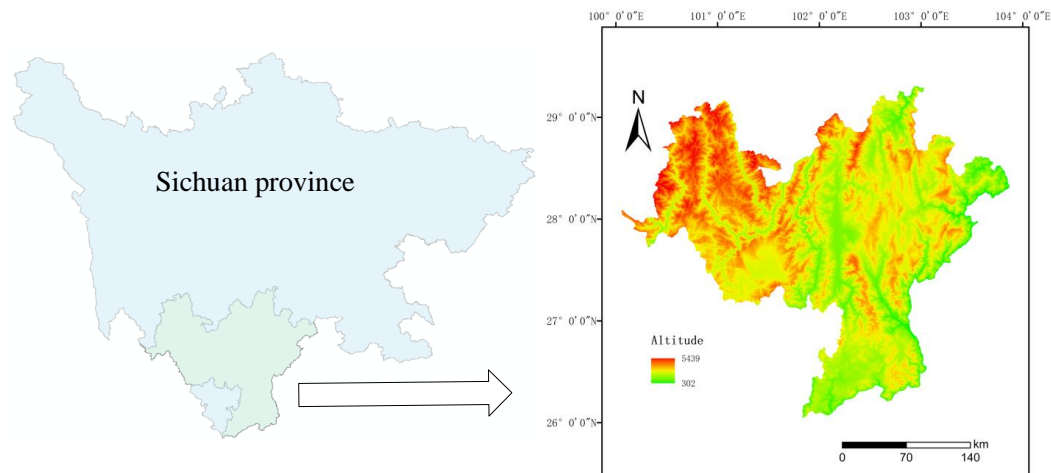 Sichuan province
100° 0'0"E 101° 0'0"E 102° 0'0"E 103° 0'0"E 104° 0'0"E
N
29° 0'0"N
28° 0'0"N
27° 0'0"N
26° 0'0"N
Altitude
5439
302
km
0 70 140